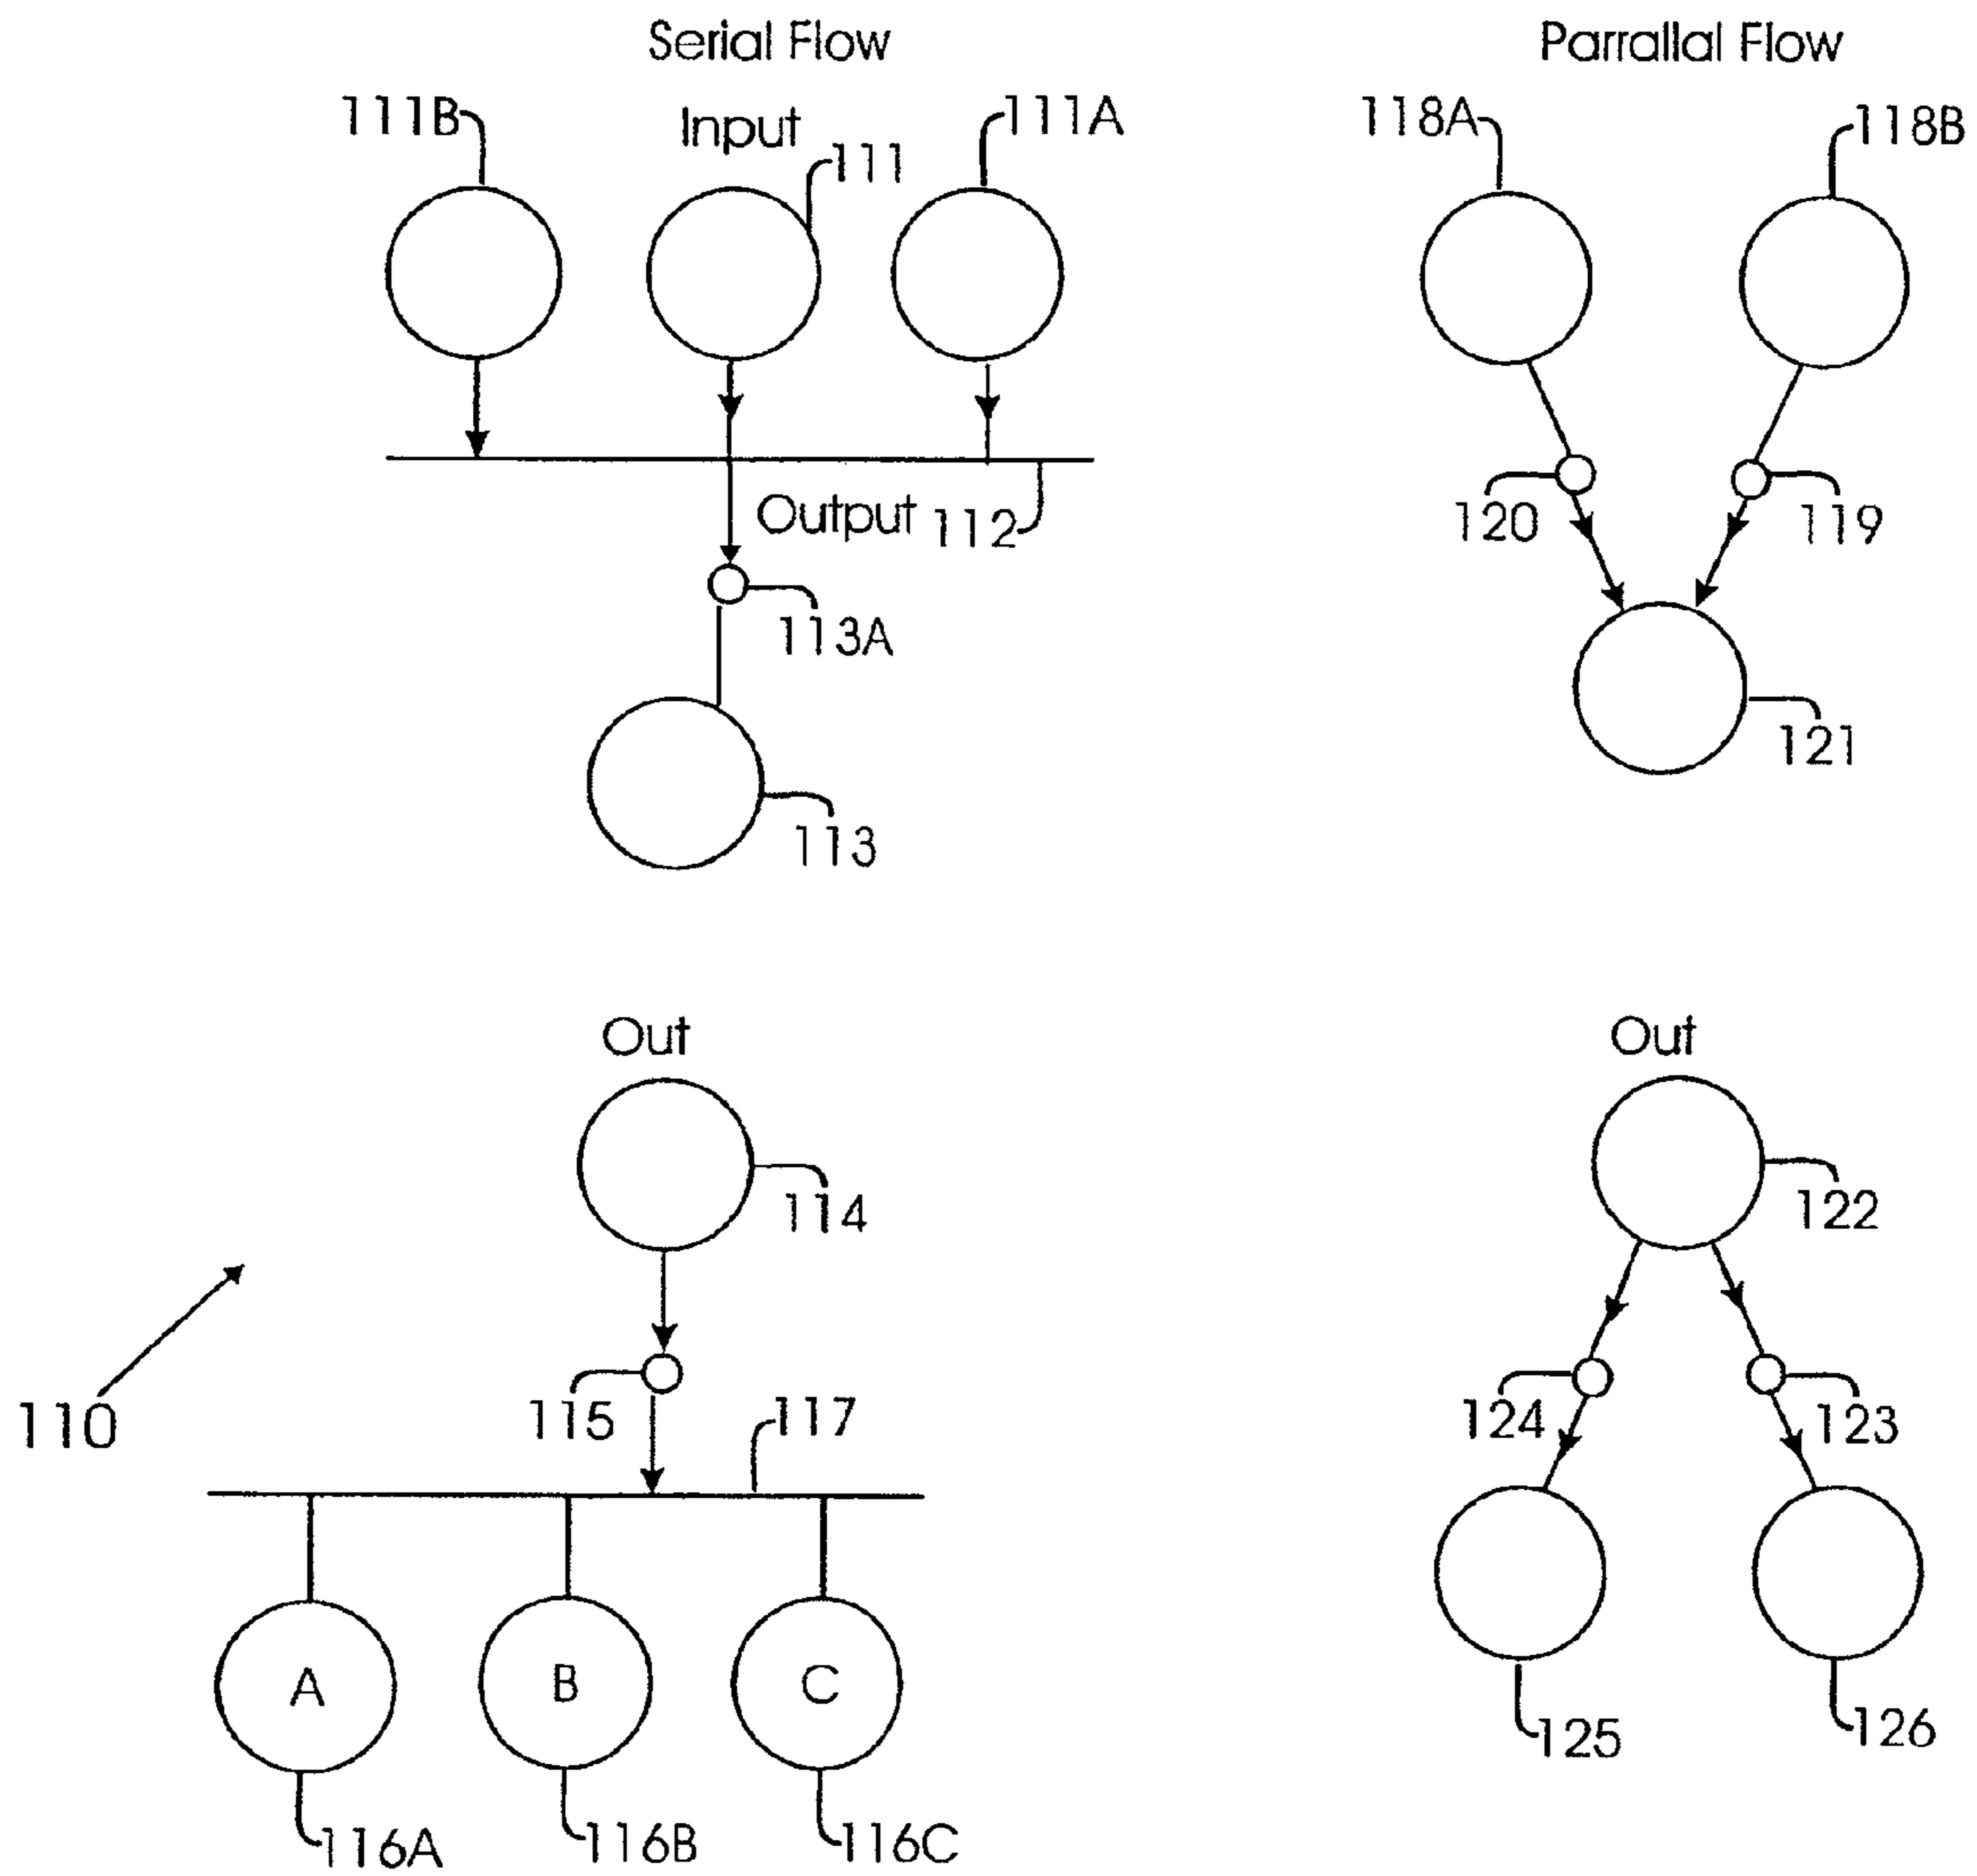 Serial Flow
Parrallal Flow
111B
Input
111A
118A
118B
111
Output
112
120
119
113A
121
113
Out
Out
114
122
110
115
117
124
123
A
B
C
125
126
116A
116B
116C